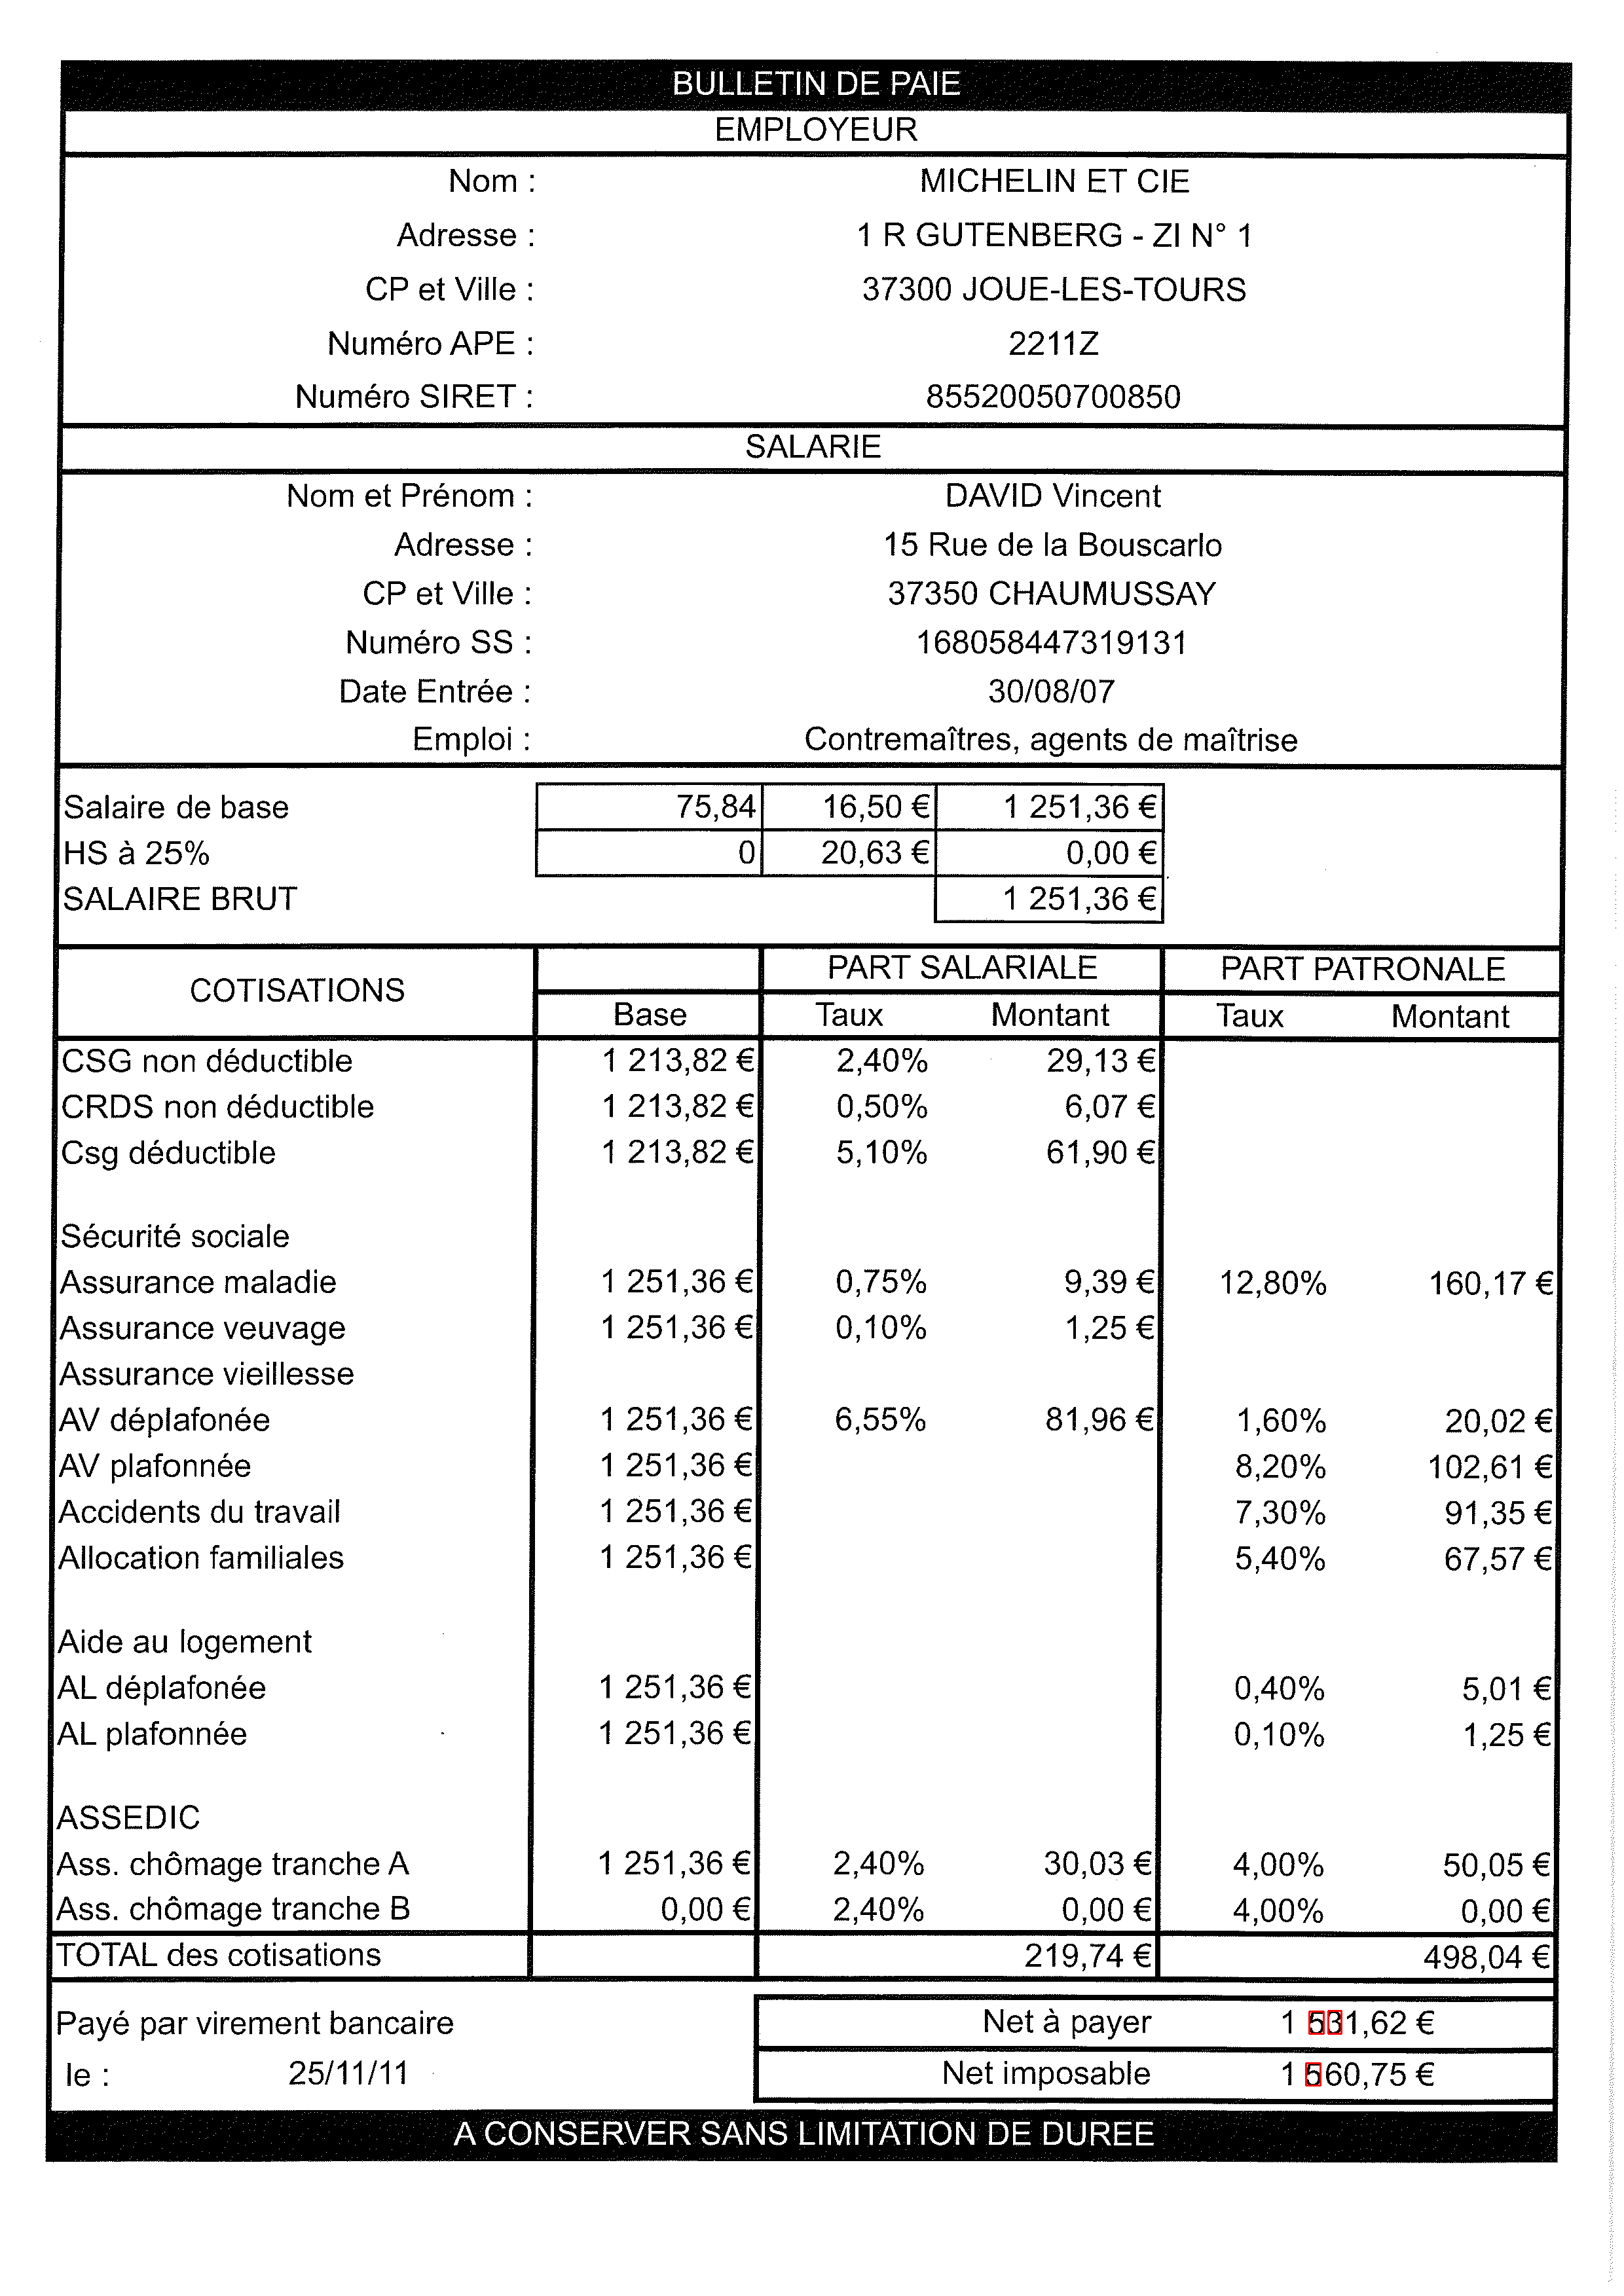 BULLETIN DE PAIE
EMPLOYEUR
Nom : MICHELIN ET CIE
Adresse : 1 R GUTENBERG - ZI N° 1
CP et Ville : 37300 JOUE-LES-TOURS
Numéro APE : 2211Z
Numéro SIRET : 85520050700850
SALARIE
Nom et Prénom : DAVID Vincent
Adresse : 15 Rue de la Bouscarlo
CP et Ville : 37350 CHAUMUSSAY
Numéro SS : 168058447319131
Date Entrée : 30/08/07
Emploi : Contremaîtres, agents de maîtrise
Salaire de base 75,84 16,50 € 1 251,36 €
HS à 25% 0 20,63 € 0,00 €
SALAIRE BRUT 1 251,36 €
COTISATIONS PART SALARIALE PART PATRONALE
Base Taux Montant Taux Montant
CSG non déductible 1 213,82 € 2,40% 29,13 €
CRDS non déductible 1 213,82 € 0,50% 6,07 €
Csg déductible 1 213,82 € 5,10% 61,90 €
Sécurité sociale
Assurance maladie 1 251,36 € 0,75% 9,39 € 12,80% 160,17 €
Assurance veuvage 1 251,36 € 0,10% 1,25 €
Assurance vieillesse
AV déplafonée 1 251,36 € 6,55% 81,96 € 1,60% 20,02 €
AV plafonnée 1 251,36 € 8,20% 102,61 €
Accidents du travail 1 251,36 € 7,30% 91,35 €
Allocation familiales 1 251,36 € 5,40% 67,57 €
Aide au logement
AL déplafonée 1 251,36 € 0,40% 5,01 €
AL plafonnée 1 251,36 € 0,10% 1,25 €
ASSEDIC
Ass. chômage tranche A 1 251,36 € 2,40% 30,03 € 4,00% 50,05 €
Ass. chômage tranche B 0,00 € 2,40% 0,00 € 4,00% 0,00 €
TOTAL des cotisations 219,74 € 498,04 €
Payé par virement bancaire Net à payer 1 531,62 €
le : 25/11/11 Net imposable 1 560,75 €
A CONSERVER SANS LIMITATION DE DUREE